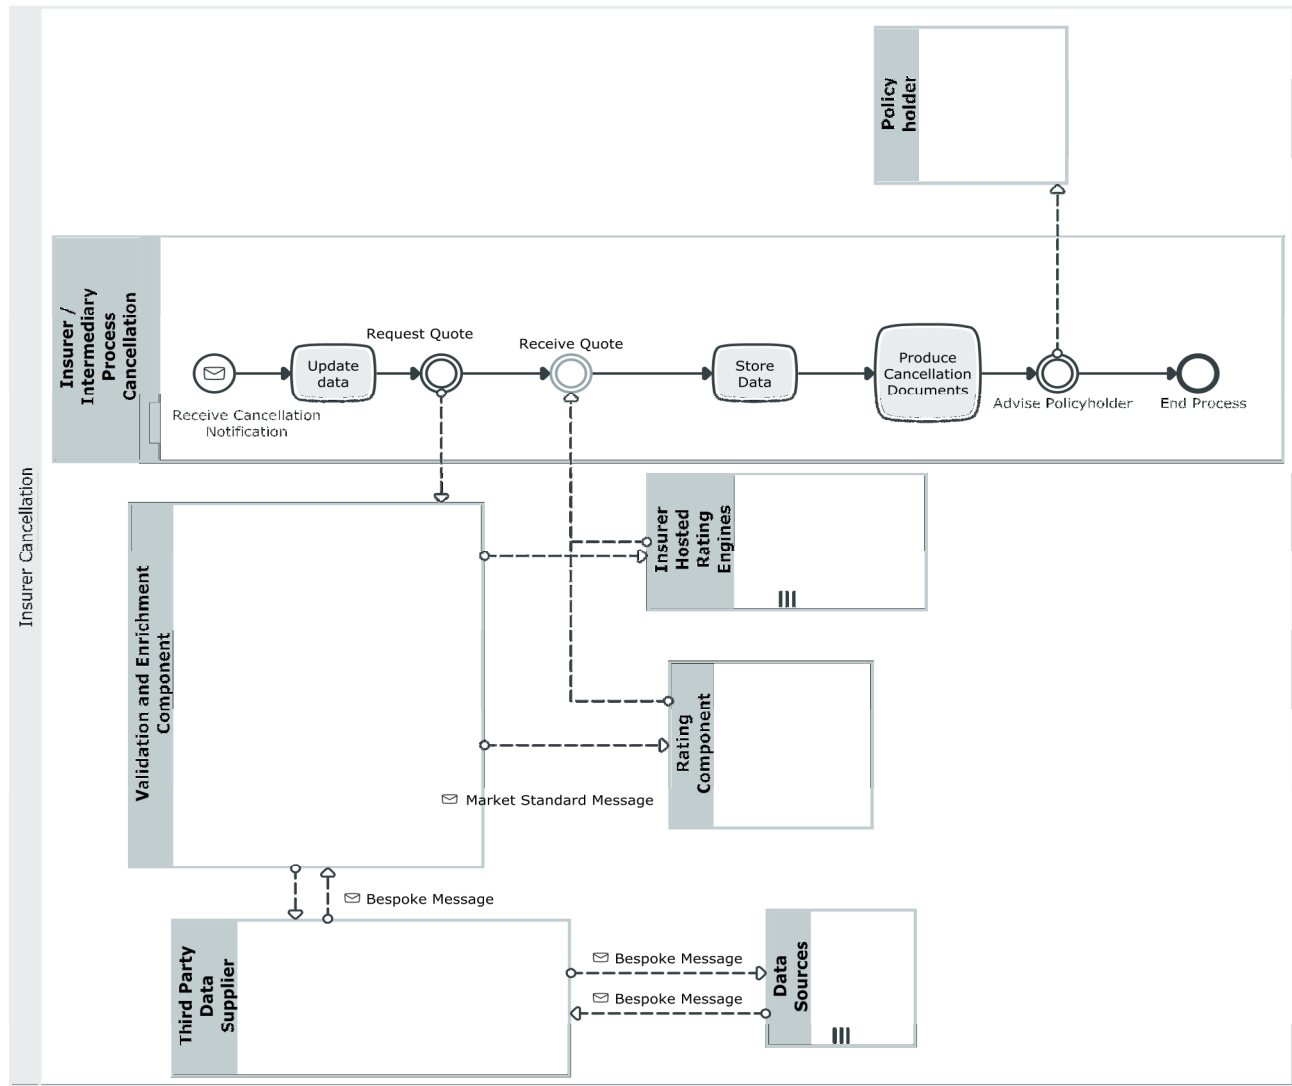 Insurer Cancellation
Policy
holder
Insurer /
Intermediary
Process
Cancellation
Request Quote
Receive Quote
Update
data
Store
Data
Produce
Cancellation
Documents
Receive Cancellation
Notification
Advise Policyholder
End Process
Insurer
Hosted
Rating
Engines
Validation and Enrichment
Component
Rating
Component
Market Standard Message
Bespoke Message
Third Party
Data
Supplier
Bespoke Message
Bespoke Message
Data
Sources